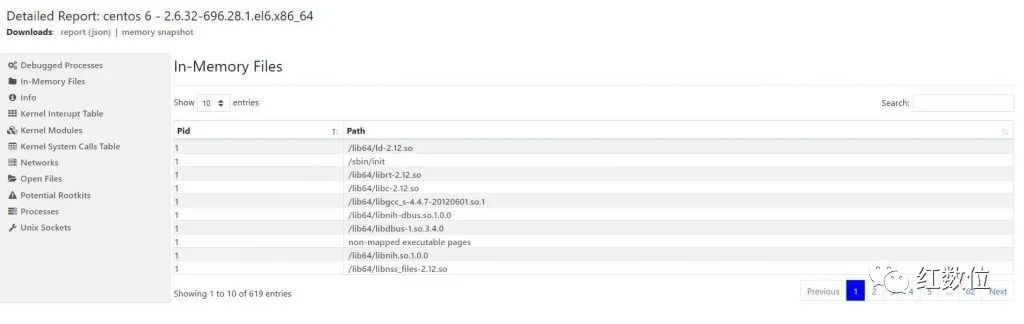 Detailed Report: centos 6 - 2.6.32-696.28.1.el6.x86_64
Downloads: report (json) | memory snapshot
Debugged Processes
In-Memory Files
Info
Kernel Interupt Table
Kernel Modules
Kernel System Calls Table
Networks
Open Files
Potential Rootkits
Processes
Unix Sockets
In-Memory Files
Show 10 entries
Search:
Pid Path
1 /lib64/ld-2.12.so
1 /sbin/init
1 /lib64/librt-2.12.so
1 /lib64/libc-2.12.so
1 /lib64/libgcc_s-4.4.7-20120601.so.1
1 /lib64/libnih-dbus.so.1.0.0
1 /lib64/libdbus-1.so.3.4.0
1 non-mapped executable pages
1 /lib64/libnih.so.1.0.0
1 /lib64/libnss_files-2.12.so
Showing 1 to 10 of 619 entries
Previous 1 2 3 4 5 ... 62 Next
红数位